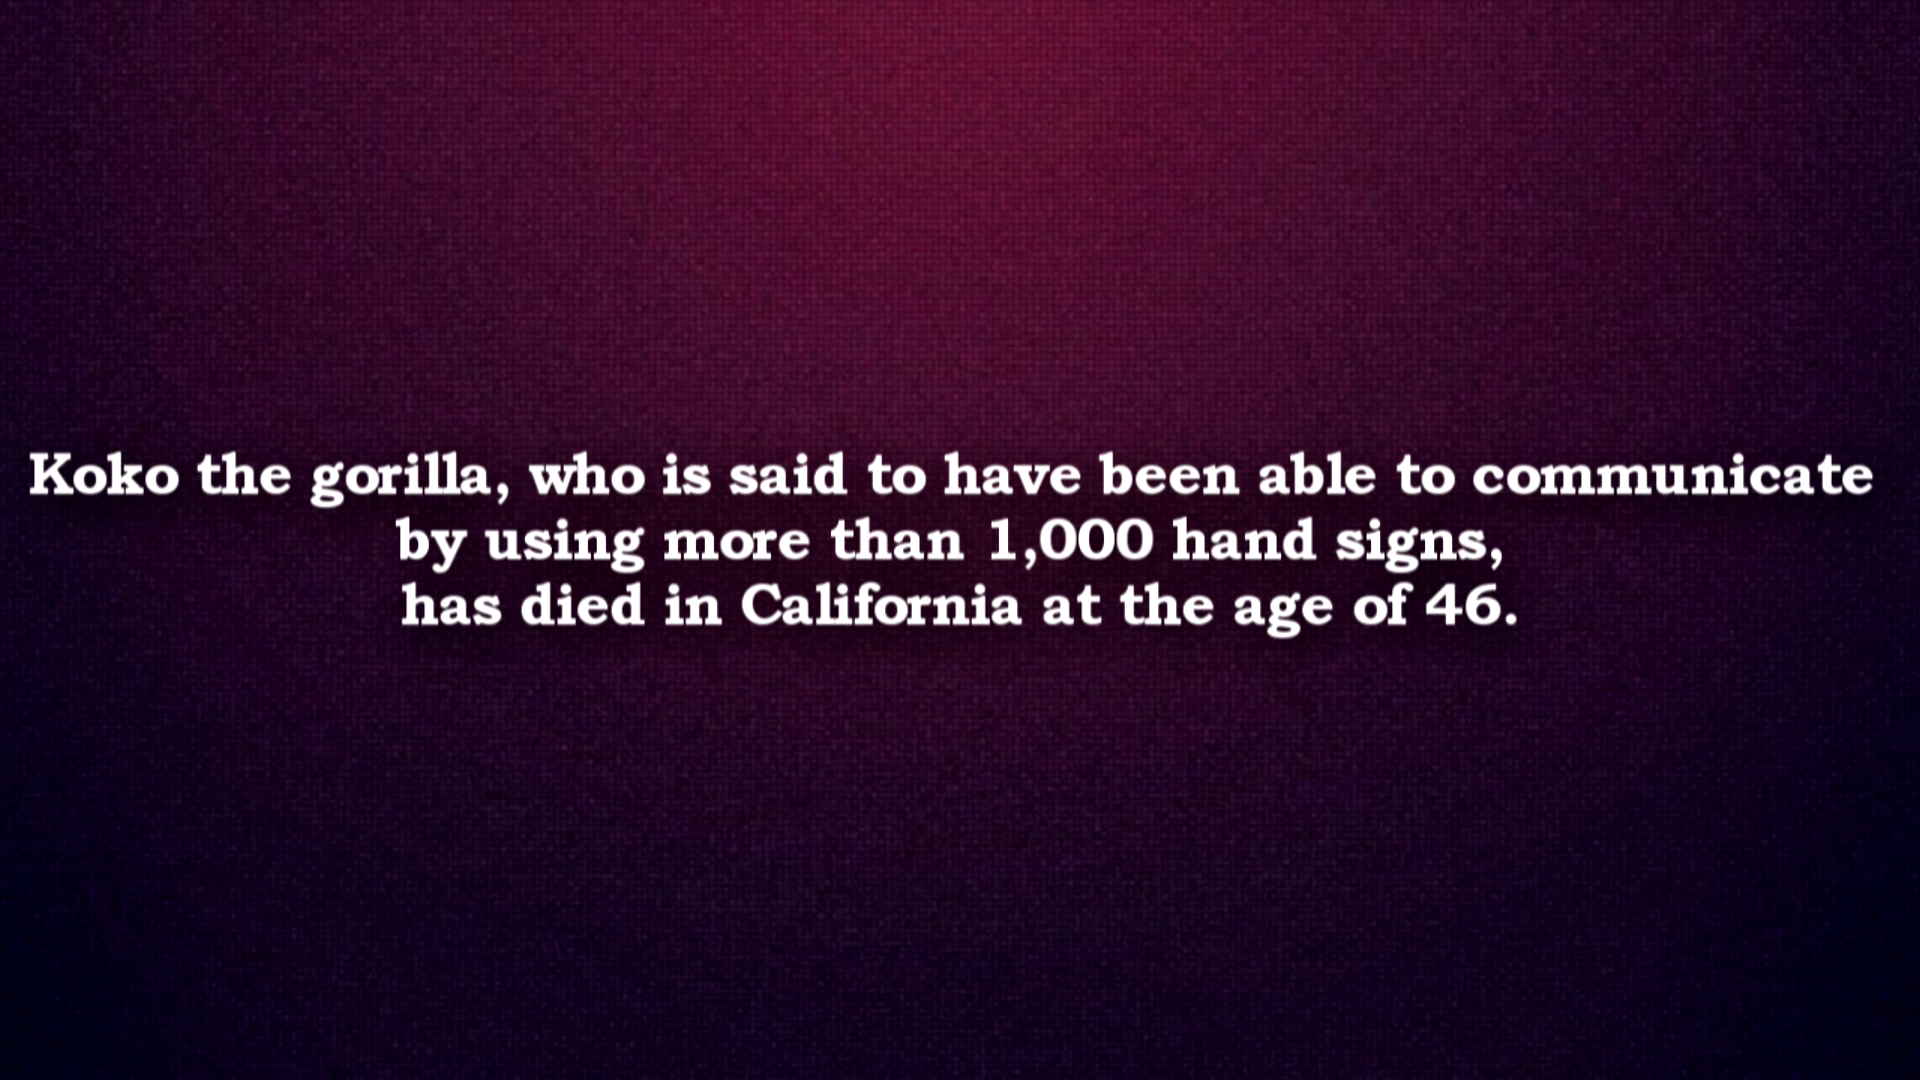 Koko the gorilla, who is said to have been able to communicate
by using more than 1,000 hand signs,
has died in California at the age of 46.